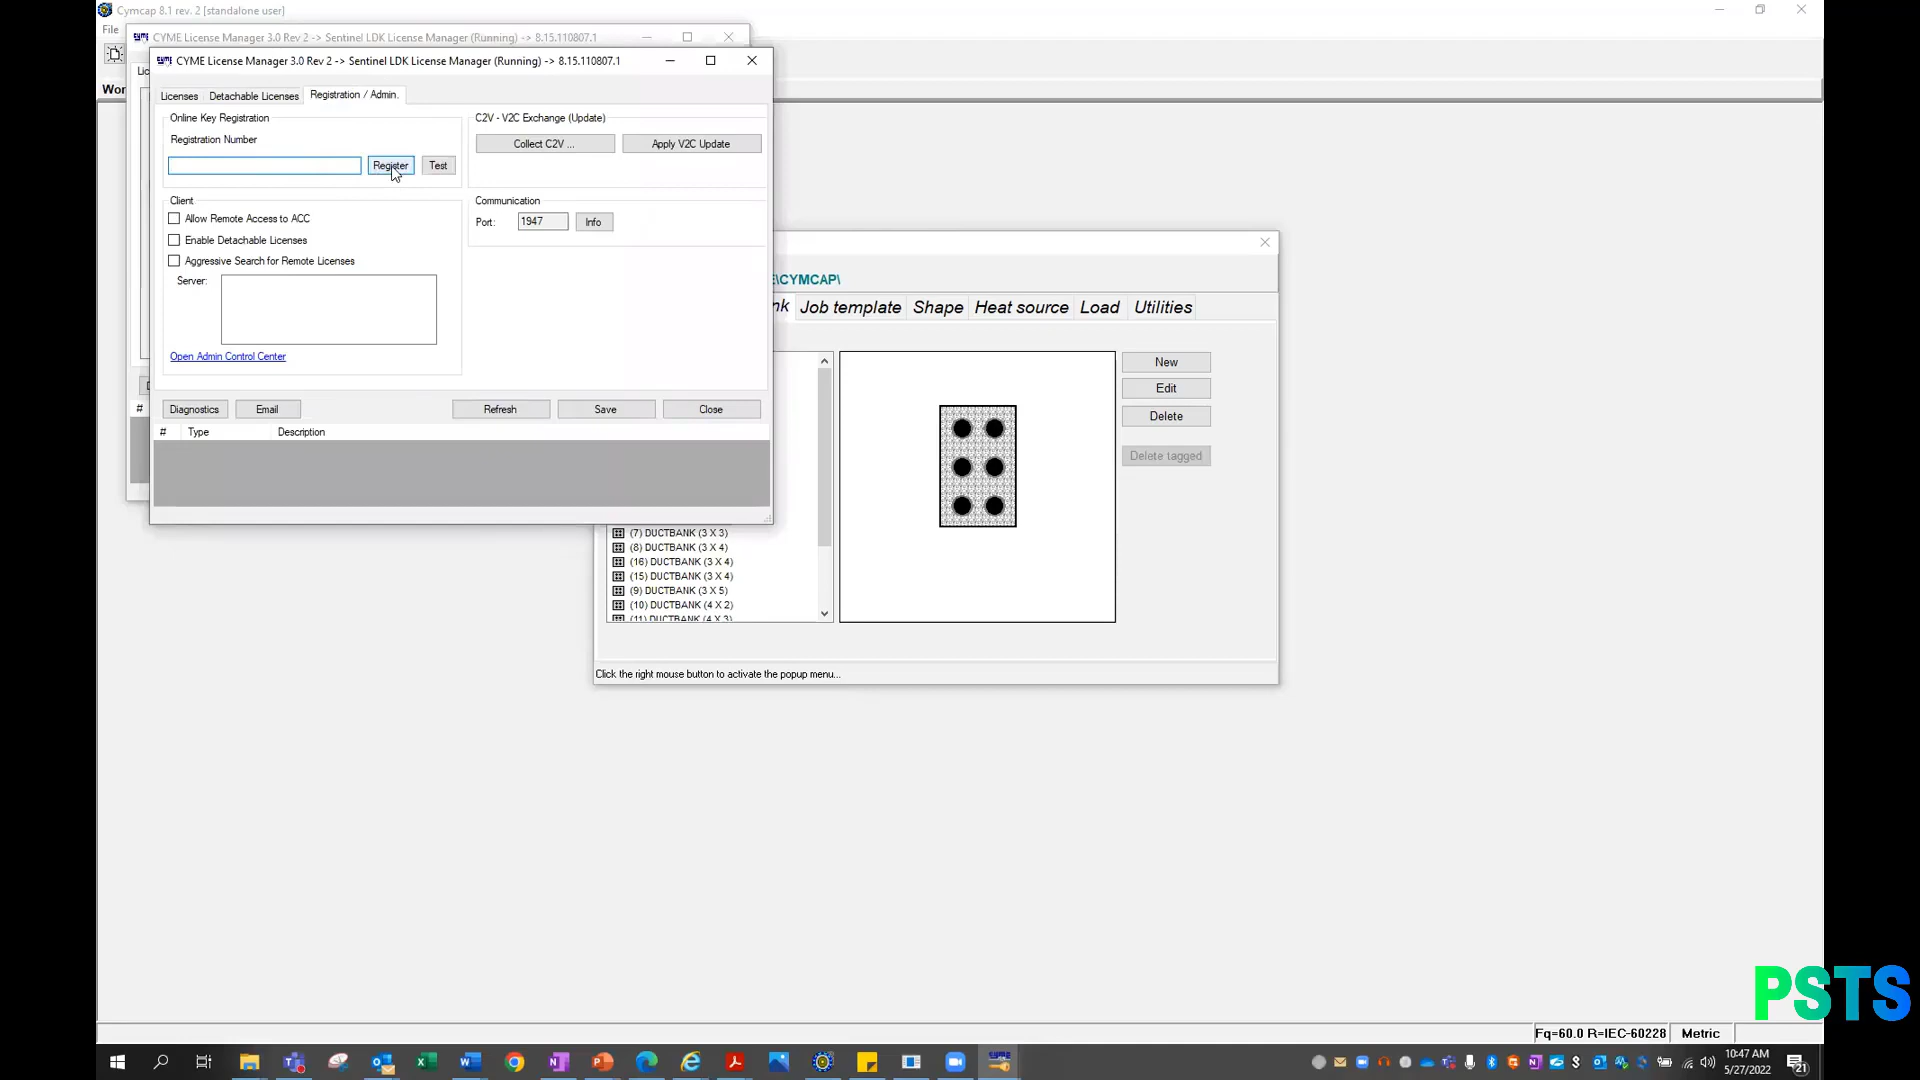 Cymcap 8.1 rev. 2 [standalone user]
File
CYME License Manager 3.0 Rev 2 -> Sentinel LDK License Manager (Running) -> 8.15.110807.1
CYME License Manager 3.0 Rev 2 -> Sentinel LDK License Manager (Running) -> 8.15.110807.1
Lic
Wor
Licenses Detachable Licenses Registration / Admin.
Online Key Registration
Registration Number
Register Test
C2V - V2C Exchange (Update)
Collect C2V ... Apply V2C Update
Client
Allow Remote Access to ACC
Enable Detachable Licenses
Aggressive Search for Remote Licenses
Server:
Open Admin Control Center
Communication
Port: 1947 Info
Diagnostics Email Refresh Save Close
# Type Description
#
E\CYMCAP\
nk Job template Shape Heat source Load Utilities
New
Edit
Delete
Delete tagged
(7) DUCTBANK (3 X 3)
(8) DUCTBANK (3 X 4)
(16) DUCTBANK (3 X 4)
(15) DUCTBANK (3 X 4)
(9) DUCTBANK (3 X 5)
(10) DUCTBANK (4 X 2)
(11) DUCTBANK (4 X 3)
Click the right mouse button to activate the popup menu...
PSTS
Fq=60.0 R=IEC-60228 Metric
10:47 AM
5/27/2022
21